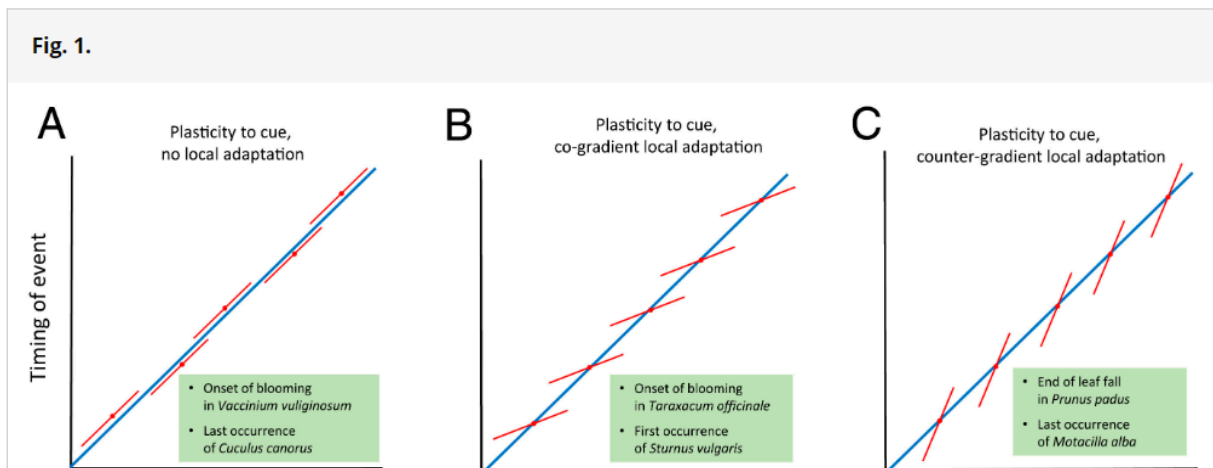 Fig. 1.
A
Plasticity to cue,
no local adaptation
Timing of event
• Onset of blooming
in Vaccinium vuliginosum
• Last occurrence
of Cuculus canorus
B
Plasticity to cue,
co-gradient local adaptation
• Onset of blooming
in Taraxacum officinale
• First occurrence
of Sturnus vulgaris
C
Plasticity to cue,
counter-gradient local adaptation
• End of leaf fall
in Prunus padus
• Last occurrence
of Motacilla alba